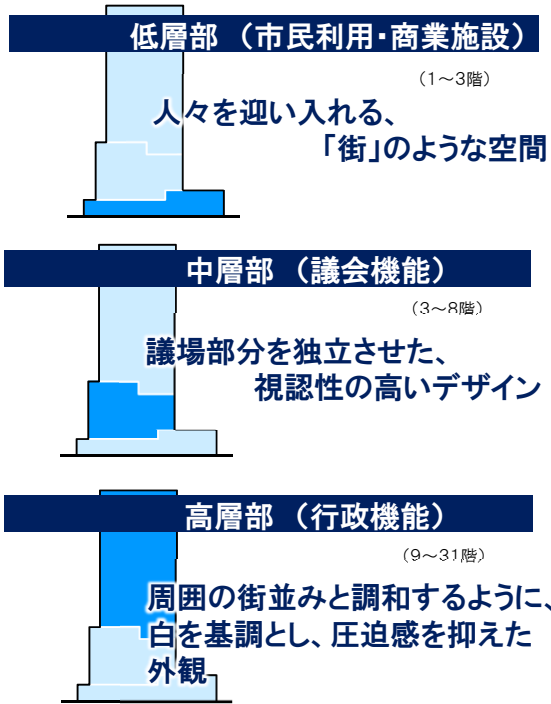 低層部 （市民利用・商業施設）
（1～3階）
人々を迎い入れる、
「街」のような空間
中層部 （議会機能）
（3～8階）
議場部分を独立させた、
視認性の高いデザイン
高層部 （行政機能）
（9～31階）
周囲の街並みと調和するように、
白を基調とし、圧迫感を抑えた
外観